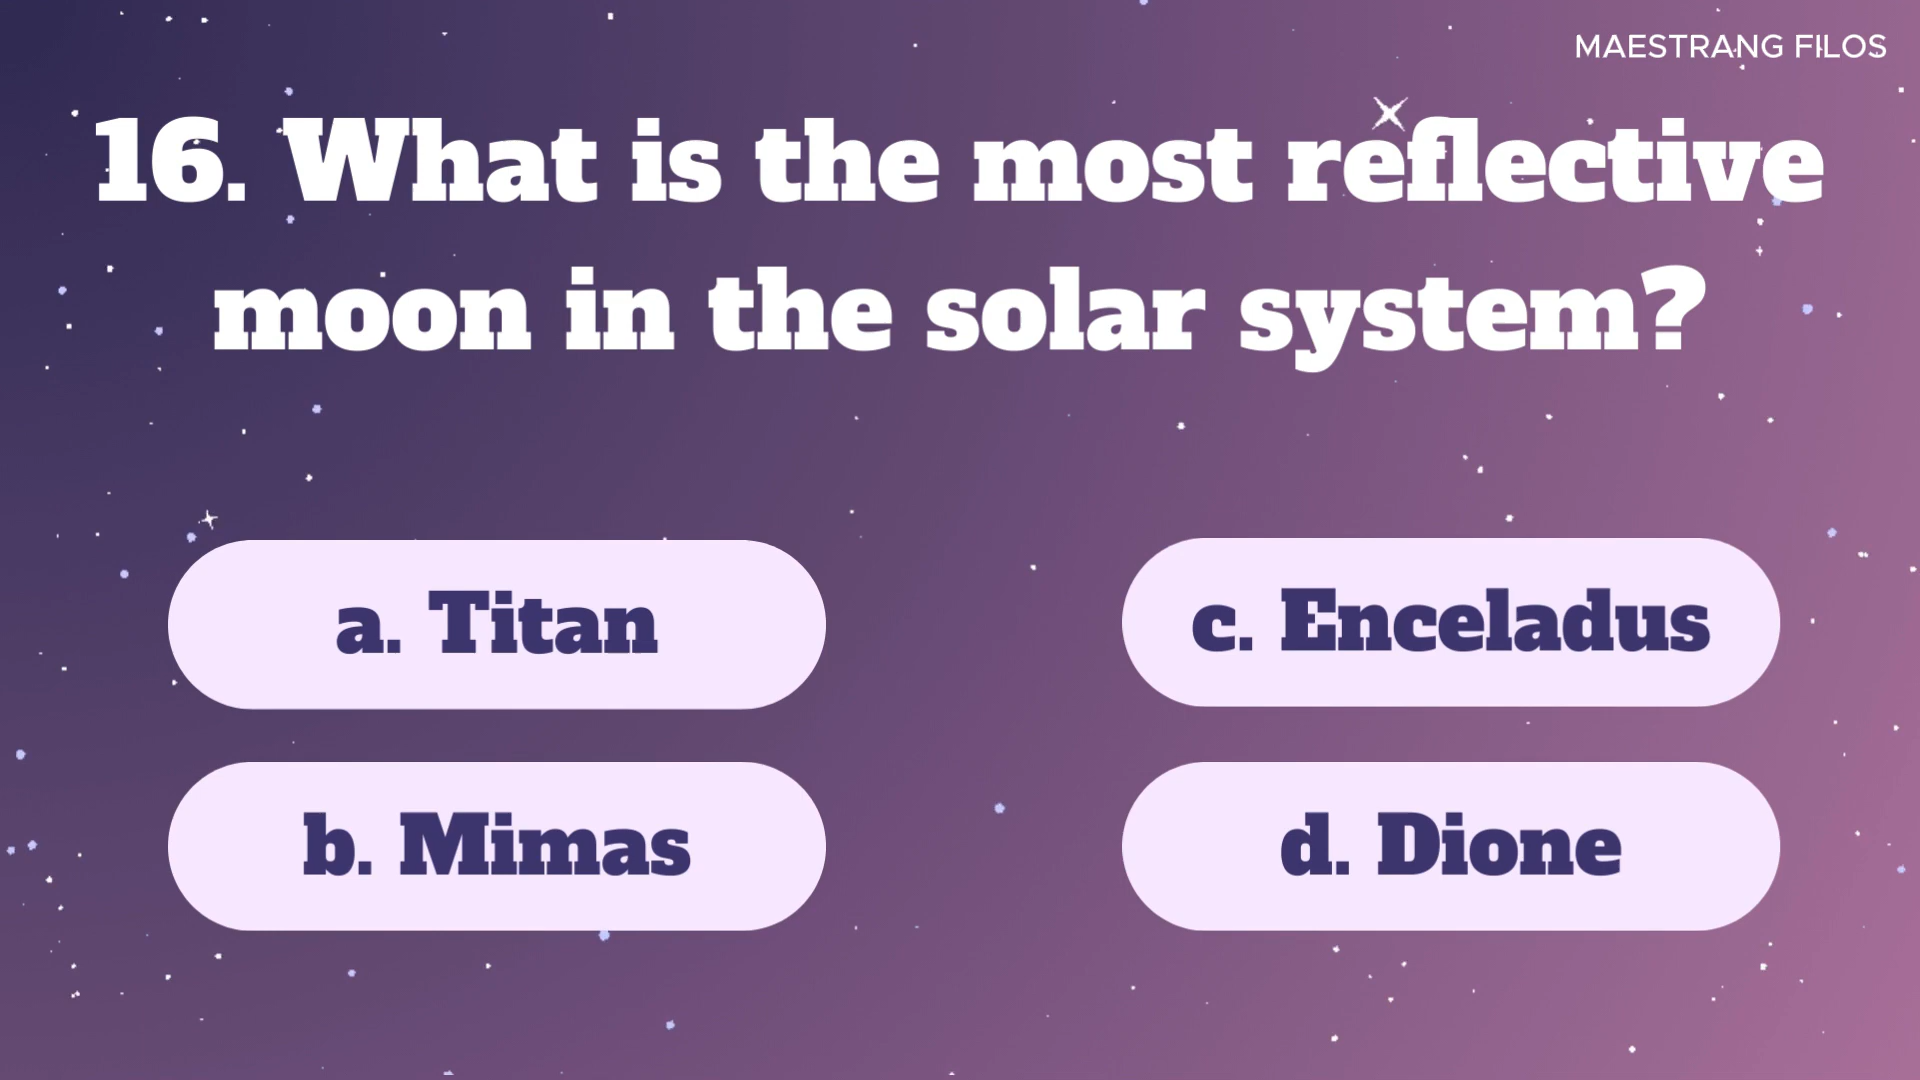 MAESTRANG FILOS
16. What is the most reflective
moon in the solar system?
a. Titan
b. Mimas
c. Enceladus
d. Dione